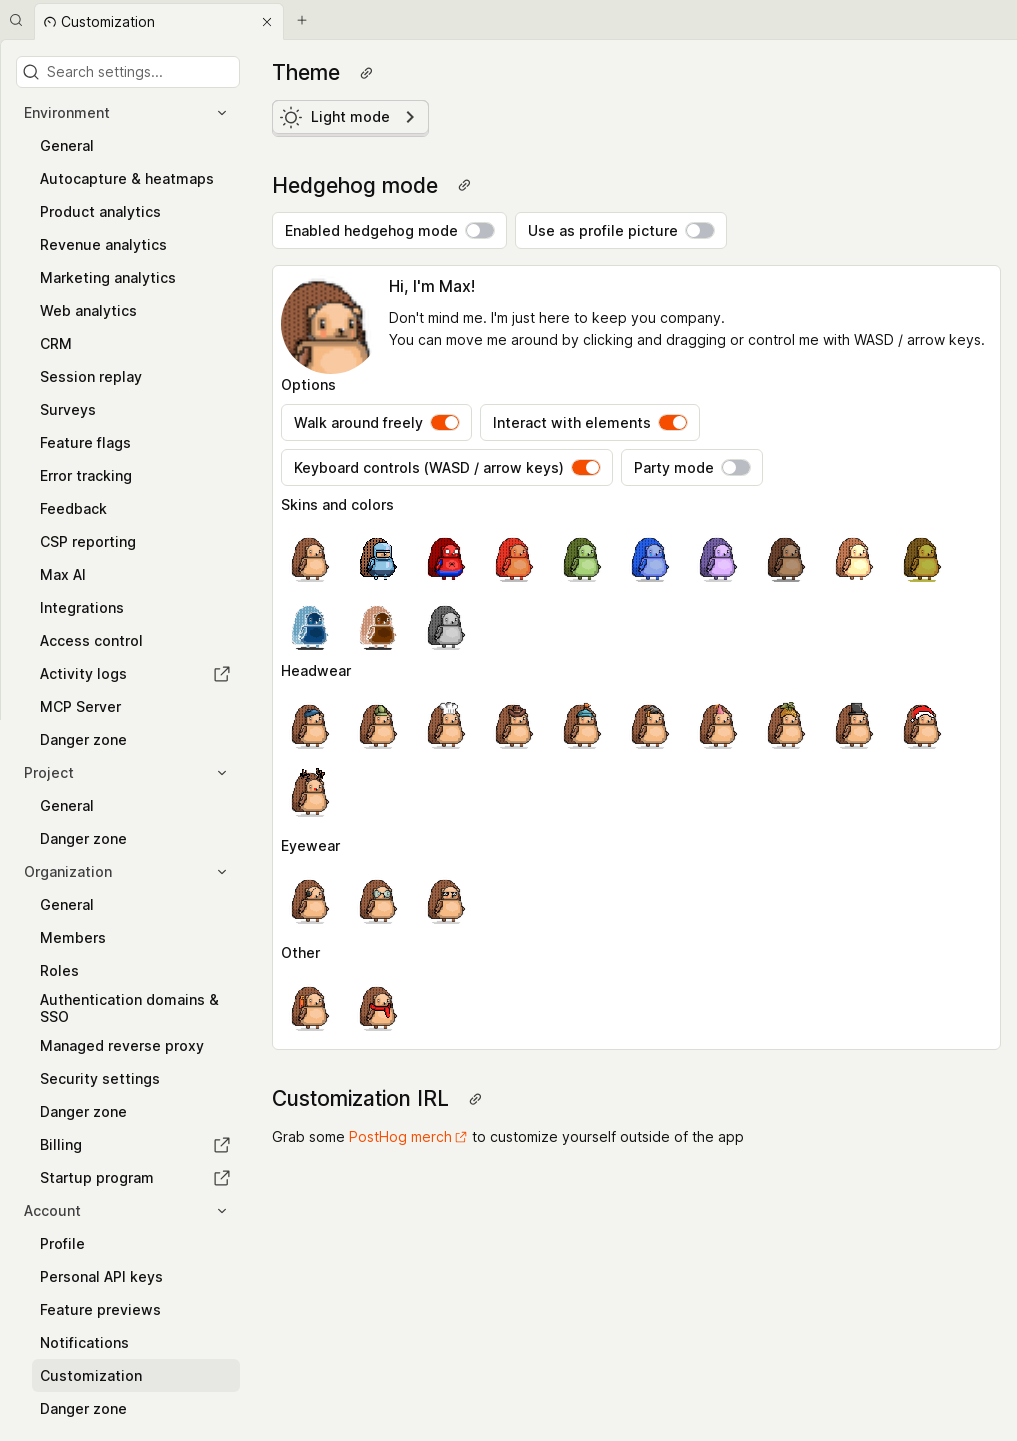 Customization
Search settings...
Environment
General
Autocapture & heatmaps
Product analytics
Revenue analytics
Marketing analytics
Web analytics
CRM
Session replay
Surveys
Feature flags
Error tracking
Feedback
CSP reporting
Max AI
Integrations
Access control
Activity logs
MCP Server
Danger zone
Project
General
Danger zone
Organization
General
Members
Roles
Authentication domains &
SSO
Managed reverse proxy
Security settings
Danger zone
Billing
Startup program
Account
Profile
Personal API keys
Feature previews
Notifications
Customization
Danger zone
Theme
Light mode
Hedgehog mode
Enabled hedgehog mode
Use as profile picture
Hi, I'm Max!
Don't mind me. I'm just here to keep you company.
You can move me around by clicking and dragging or control me with WASD / arrow keys.
Options
Walk around freely
Interact with elements
Keyboard controls (WASD / arrow keys)
Party mode
Skins and colors
Headwear
Eyewear
Other
Customization IRL
Grab some PostHog merch to customize yourself outside of the app